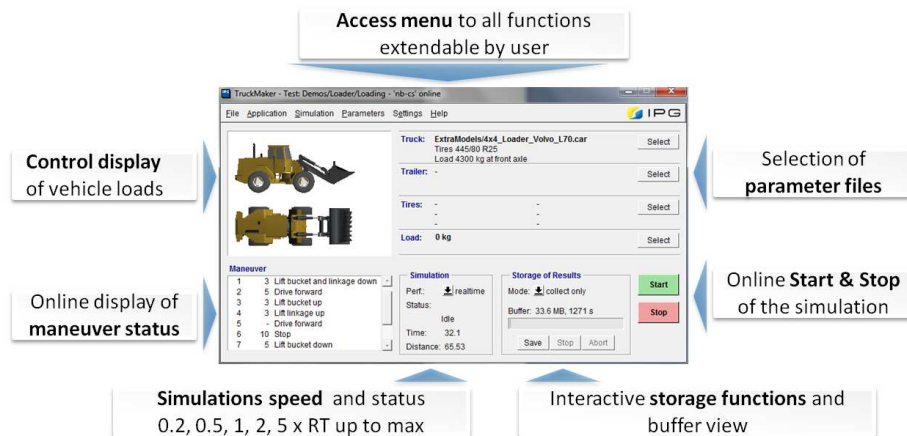 Access menu to all functions
extendable by user
TruckMaker - Test: Demos/Loader/Loading - 'nb-cs' online
File Application Simulation Parameters Settings Help
IPG
Truck: ExtraModels/4x4_Loader_Volvo_L70.car
Tires 445/80 R25
Load 4300 kg at front axle
Select
Trailer: -
Select
Tires: - -
- -
- -
Select
Load: 0 kg
Select
Control display
of vehicle loads
Selection of
parameter files
Maneuver
1 3 Lift bucket and linkage down
2 5 Drive forward
3 3 Lift bucket up
4 3 Lift linkage up
5 - Drive forward
6 10 Stop
7 5 Lift bucket down
Simulation
Perf.: realtime
Status:
Idle
Time: 32.1
Distance: 65.53
Storage of Results
Mode: collect only
Buffer: 33.6 MB, 1271 s
Save Stop Abort
Start
Stop
Online display of
maneuver status
Online Start & Stop
of the simulation
Simulations speed and status
0.2, 0.5, 1, 2, 5 x RT up to max
Interactive storage functions and
buffer view